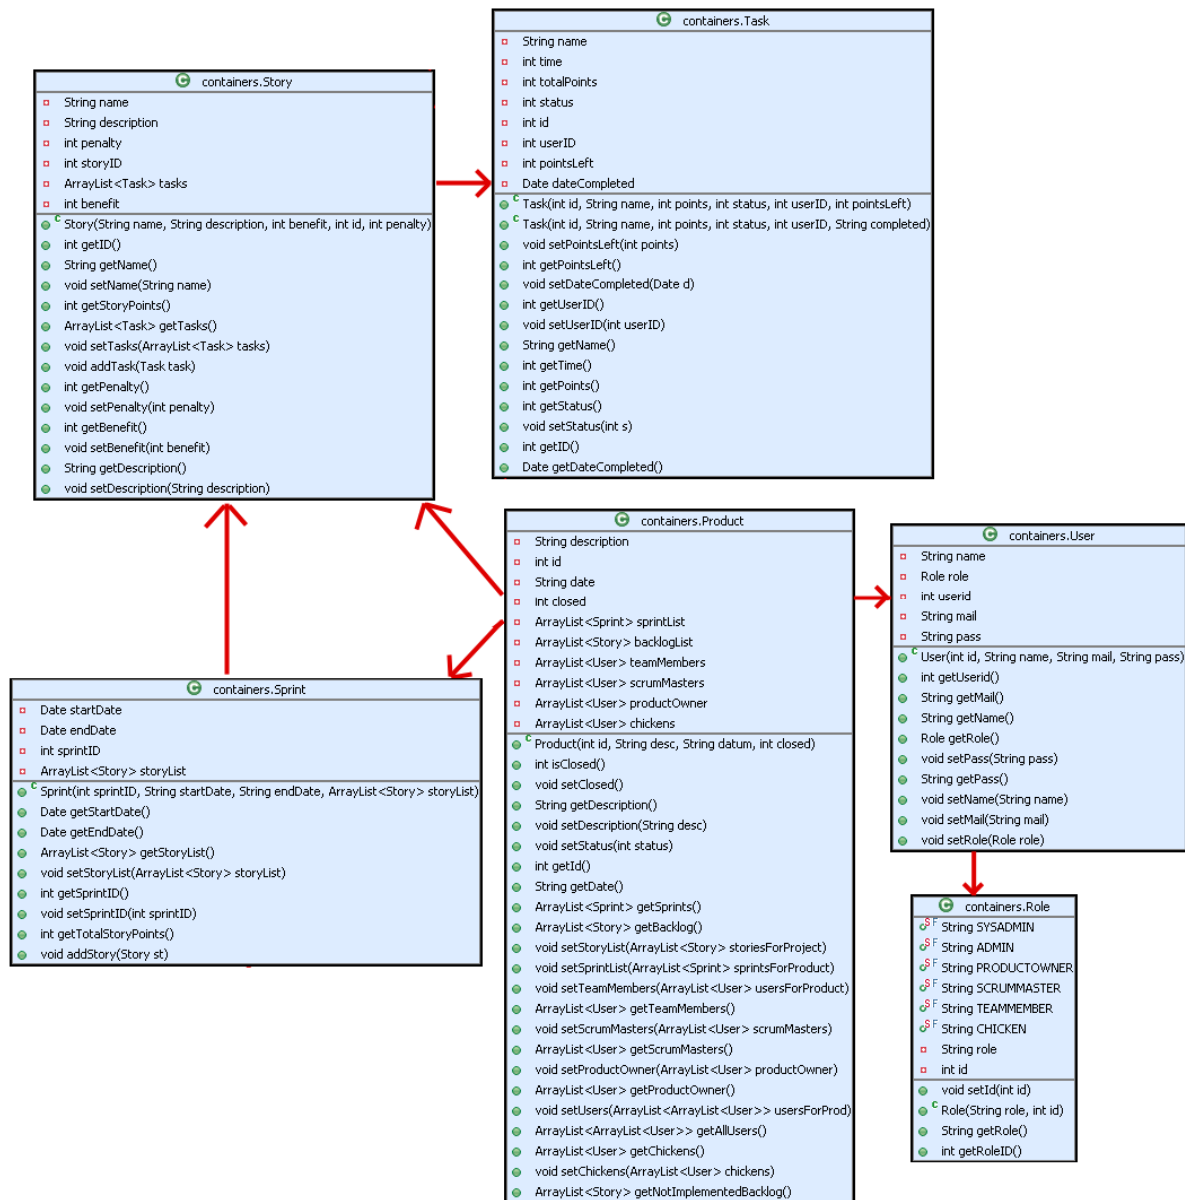 containers.Task
String name
int time
int totalPoints
int status
int id
int userID
int pointsLeft
Date dateCompleted
Task(int id, String name, int points, int status, int userID, int pointsLeft)
Task(int id, String name, int points, int status, int userID, String completed)
void setPointsLeft(int points)
int getPointsLeft()
void setDateCompleted(Date d)
int getUserID()
void setUserID(int userID)
String getName()
int getTime()
int getPoints()
int getStatus()
void setStatus(int s)
int getID()
Date getDateCompleted()
containers.Story
String name
String description
int penalty
int storyID
ArrayList<Task> tasks
int benefit
Story(String name, String description, int benefit, int id, int penalty)
int getID()
String getName()
void setName(String name)
int getStoryPoints()
ArrayList<Task> getTasks()
void setTasks(ArrayList<Task> tasks)
void addTask(Task task)
int getPenalty()
void setPenalty(int penalty)
int getBenefit()
void setBenefit(int benefit)
String getDescription()
void setDescription(String description)
containers.Product
String description
int id
String date
int closed
ArrayList<Sprint> sprintList
ArrayList<Story> backlogList
ArrayList<User> teamMembers
ArrayList<User> scrumMasters
ArrayList<User> productOwner
ArrayList<User> chickens
Product(int id, String desc, String datum, int closed)
int isClosed()
void setClosed()
String getDescription()
void setDescription(String desc)
void setStatus(int status)
int getId()
String getDate()
ArrayList<Sprint> getSprints()
ArrayList<Story> getBacklog()
void setStoryList(ArrayList<Story> storiesForProject)
void setSprintList(ArrayList<Sprint> sprintsForProduct)
void setTeamMembers(ArrayList<User> usersForProduct)
ArrayList<User> getTeamMembers()
void setScrumMasters(ArrayList<User> scrumMasters)
ArrayList<User> getScrumMasters()
void setProductOwner(ArrayList<User> productOwner)
ArrayList<User> getProductOwner()
void setUsers(ArrayList<ArrayList<User>> usersForProd)
ArrayList<ArrayList<User>> getAllUsers()
ArrayList<User> getChickens()
void setChickens(ArrayList<User> chickens)
ArrayList<Story> getNotImplementedBacklog()
containers.User
String name
Role role
int userid
String mail
String pass
User(int id, String name, String mail, String pass)
int getUserid()
String getMail()
String getName()
Role getRole()
void setPass(String pass)
String getPass()
void setName(String name)
void setMail(String mail)
void setRole(Role role)
containers.Sprint
Date startDate
Date endDate
int sprintID
ArrayList<Story> storyList
Sprint(int sprintID, String startDate, String endDate, ArrayList<Story> storyList)
Date getStartDate()
Date getEndDate()
ArrayList<Story> getStoryList()
void setStoryList(ArrayList<Story> storyList)
int getSprintID()
void setSprintID(int sprintID)
int getTotalStoryPoints()
void addStory(Story st)
containers.Role
String SYSADMIN
String ADMIN
String PRODUCTOWNER
String SCRUMMASTER
String TEAMMEMBER
String CHICKEN
String role
int id
void setId(int id)
Role(String role, int id)
String getRole()
int getRoleID()